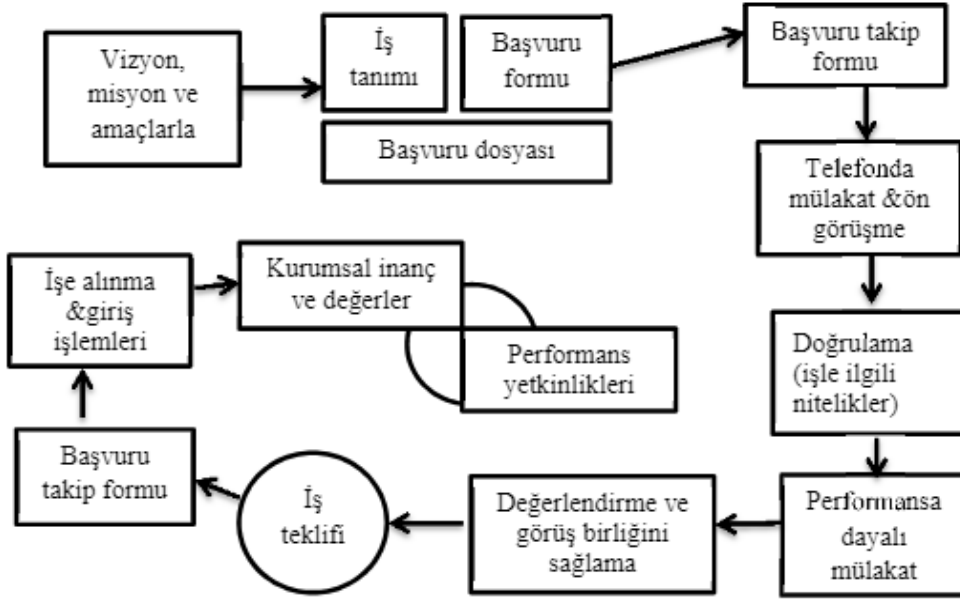 Vizyon,
misyon ve
amaçlarla
İş
tanımı
Başvuru
formu
Başvuru dosyası
Başvuru takip
formu
Telefonda
mülakat &ön
görüşme
Doğrulama
(işle ilgili
nitelikler)
Performansa
dayalı
mülakat
Değerlendirme ve
görüş birliğini
sağlama
İş
teklifi
Başvuru
takip formu
İşe alınma
&giriş
işlemleri
Kurumsal inanç
ve değerler
Performans
yetkinlikleri